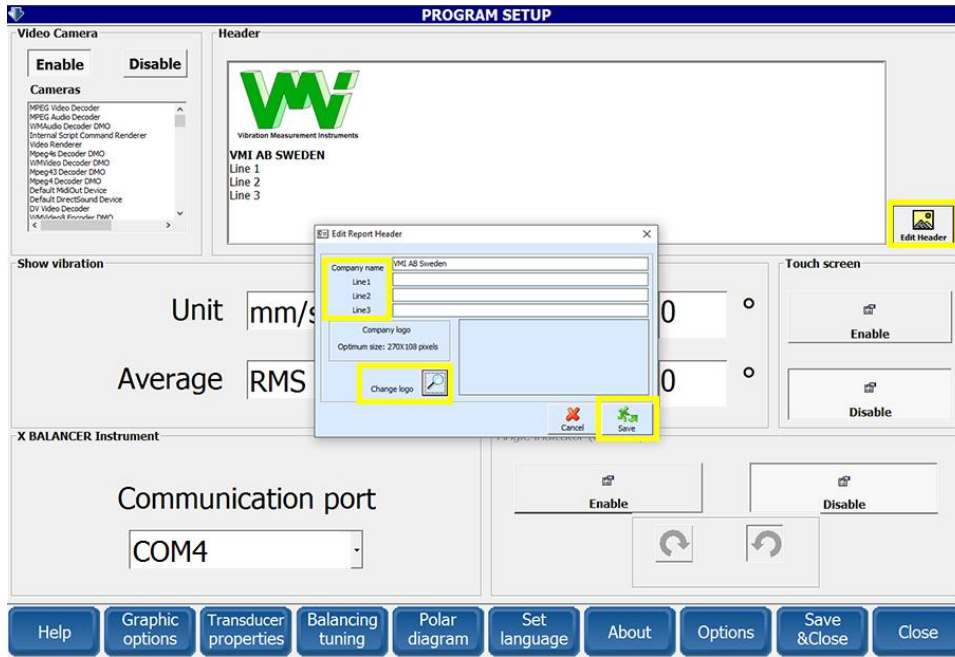 PROGRAM SETUP
Video Camera
Enable
Disable
Cameras
MPEG Video Decoder
MPEG Audio Decoder
WMAudio Decoder DMO
Internal Script Command Renderer
Video Renderer
Mpeg4s Decoder DMO
WMVideo Decoder DMO
Mpeg43 Decoder DMO
Mpeg4 Decoder DMO
Default MidiOut Device
Default DirectSound Device
DV Video Decoder
WMVideo8 Encoder DMO
Header
VMI
Vibration Measurement Instruments
VMI AB SWEDEN
Line 1
Line 2
Line 3
Edit Header
Edit Report Header
Company name
VMI AB Sweden
Line1
Line2
Line3
Company logo
Optimum size: 270X108 pixels
Change logo
Cancel
Save
Show vibration
Unit
mm/s
0
°
Average
RMS
0
°
Touch screen
Enable
Disable
X BALANCER Instrument
Communication port
COM4
Enable
Disable
Help
Graphic options
Transducer properties
Balancing tuning
Polar diagram
Set language
About
Options
Save &Close
Close